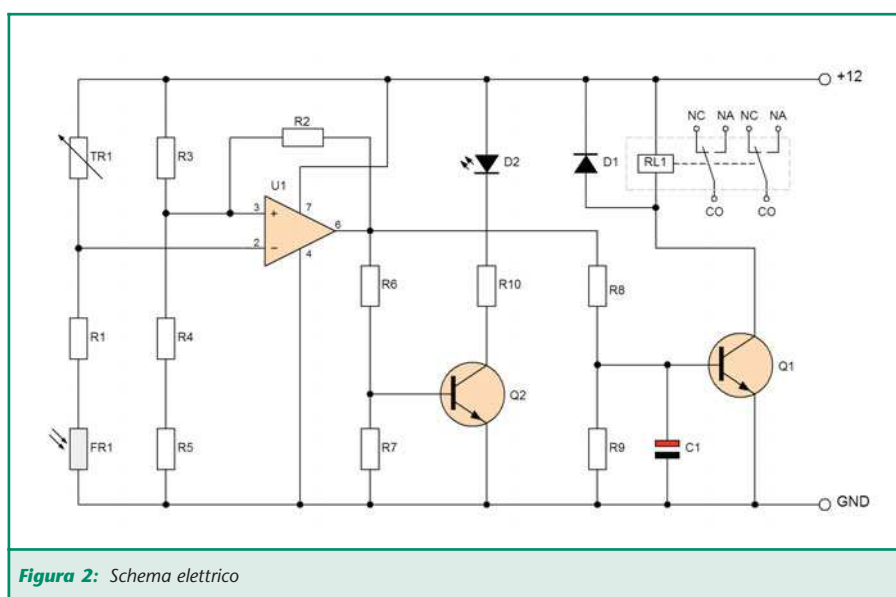 +12
NC NA NC NA
R2
TR1
R3
D2
D1
RL1
U1
3
+
7
CO
CO
6
2
−
4
R6
R10
R8
R1
R4
Q1
Q2
FR1
R5
R7
R9
C1
GND
Figura 2: Schema elettrico